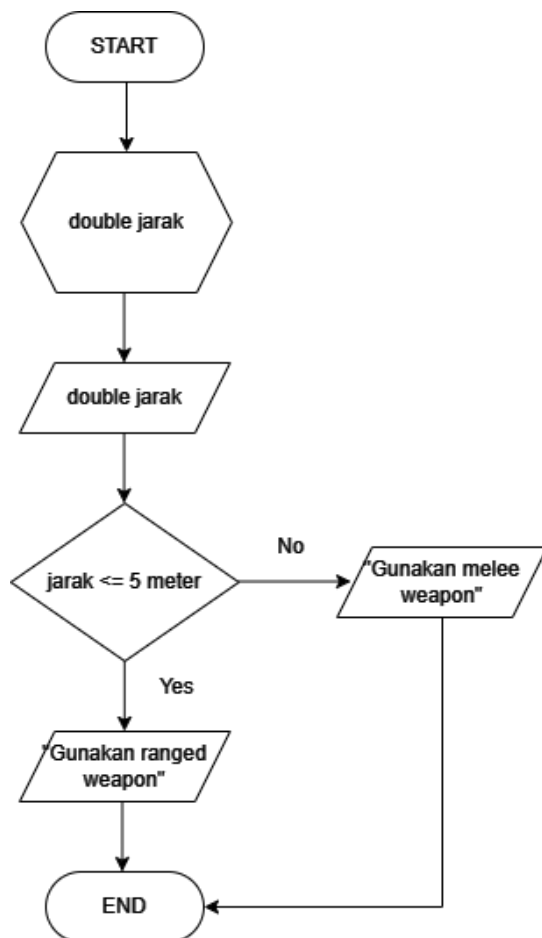 START
double jarak
double jarak
jarak <= 5 meter
No
"Gunakan melee
weapon"
Yes
"Gunakan ranged
weapon"
END